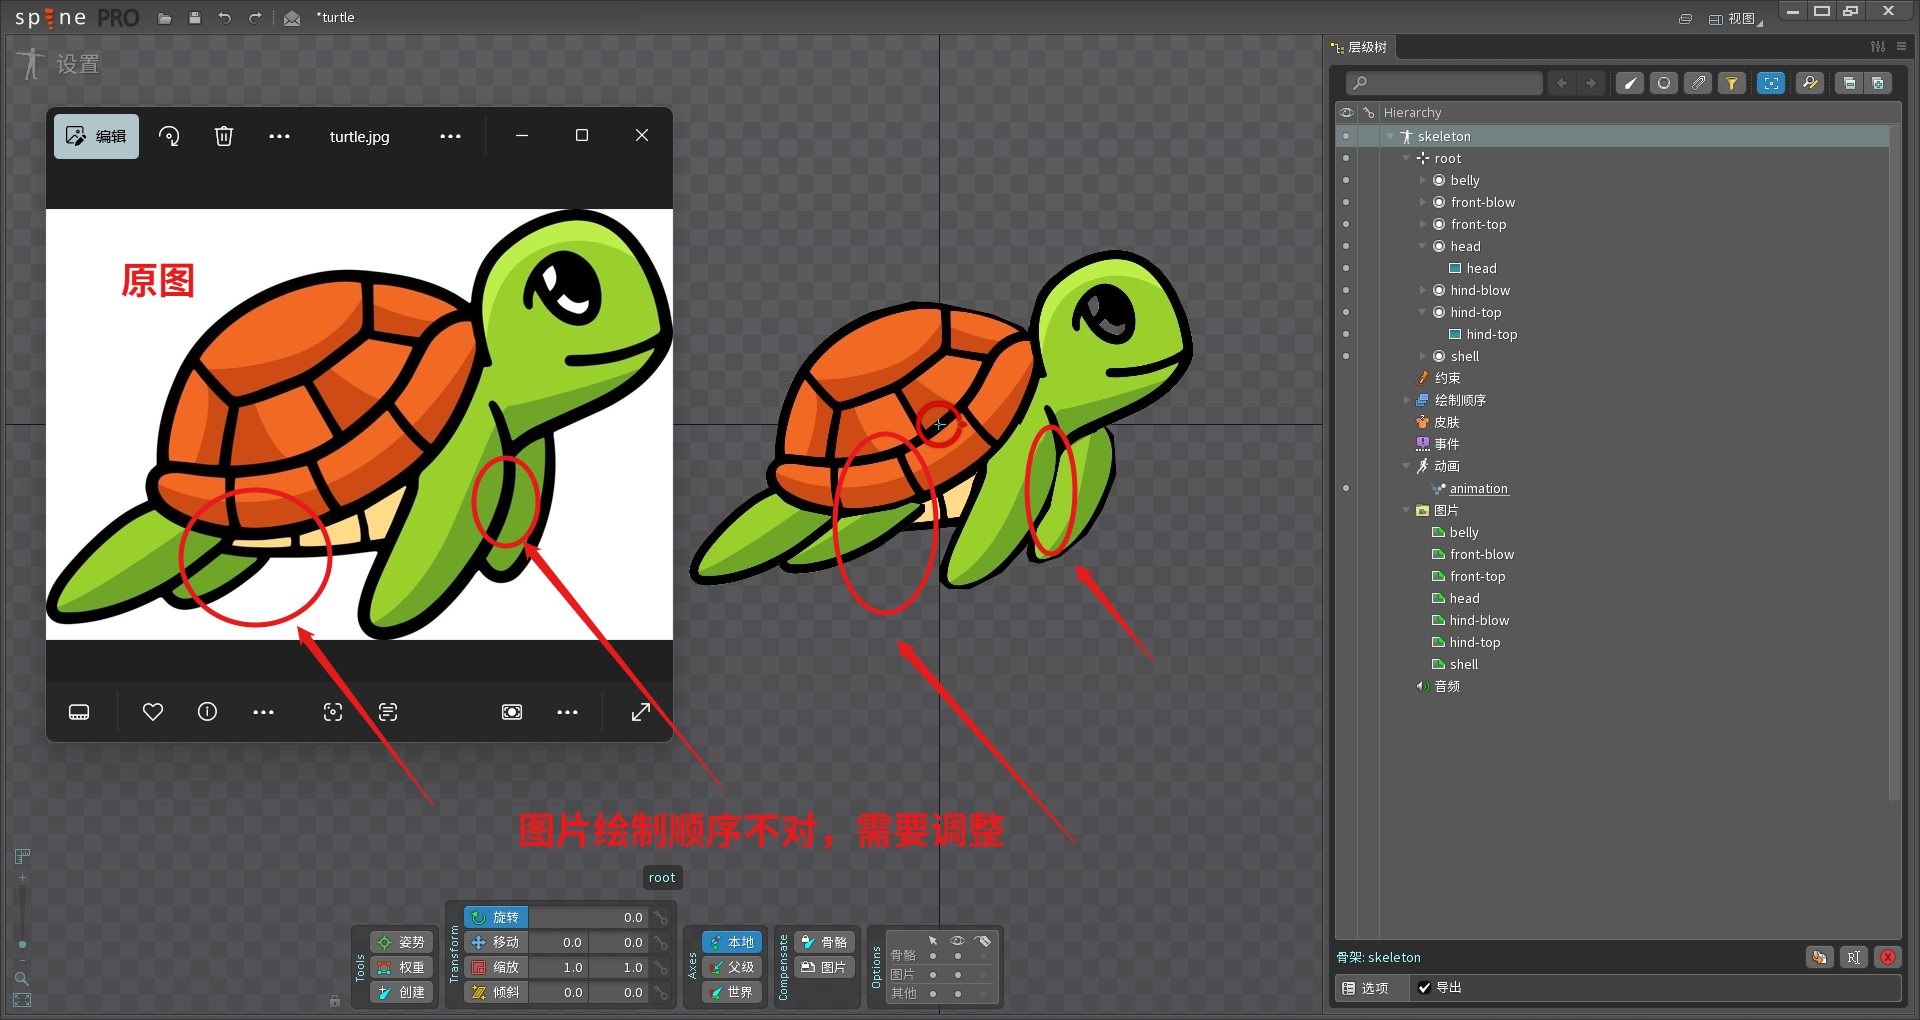 spine PRO
*turtle
视图
设置
编辑
turtle.jpg
原图
图片绘制顺序不对，需要调整
root
Tools
姿势
权重
创建
Transform
旋转 0.0
移动 0.0 0.0
缩放 1.0 1.0
倾斜 0.0 0.0
Axes
本地
父级
世界
Compensate
骨骼
图片
Options
骨骼
图片
其他
层级树
Hierarchy
skeleton
root
belly
front-blow
front-top
head
head
hind-blow
hind-top
hind-top
shell
约束
绘制顺序
皮肤
事件
动画
animation
图片
belly
front-blow
front-top
head
hind-blow
hind-top
shell
音频
骨架: skeleton
选项
导出